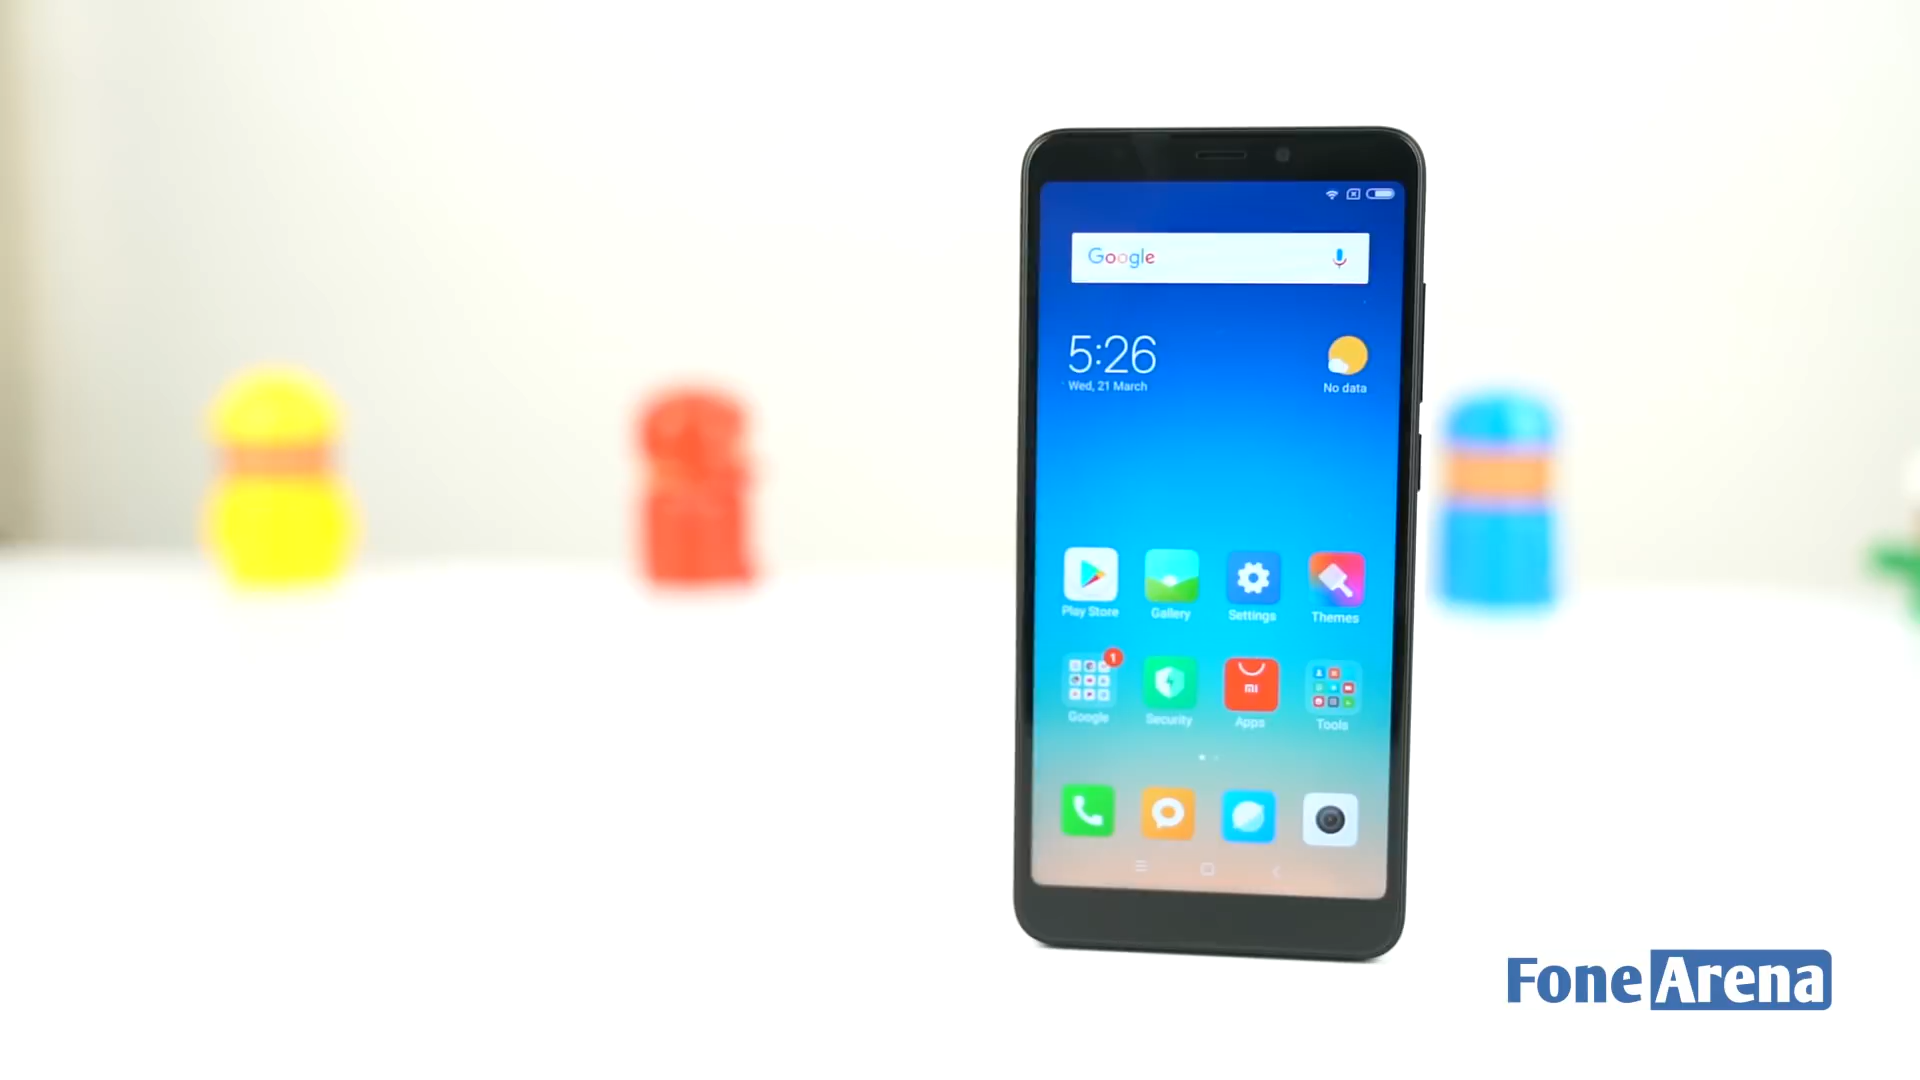 Google
5:26
Wed, 21 March
No data
Play Store
Gallery
Settings
Themes
1
Google
Security
mi
Apps
Tools
FoneArena